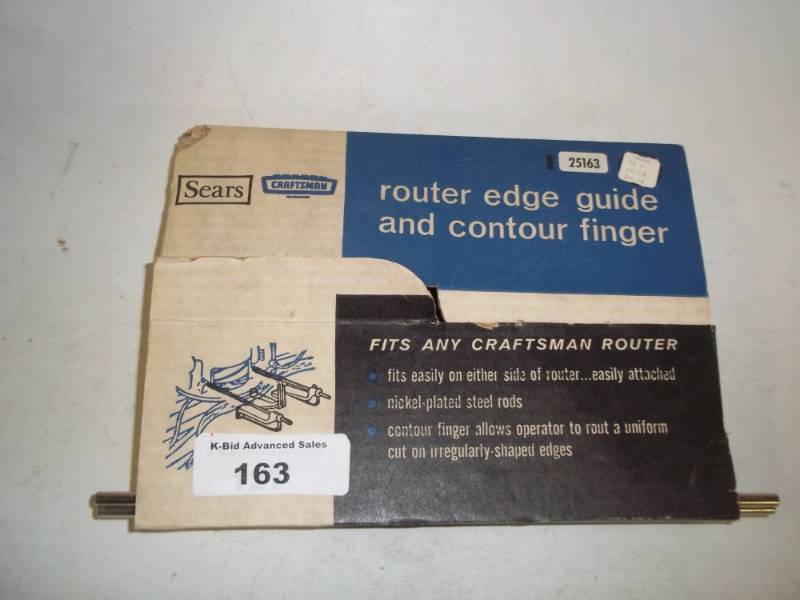 25163
Sears
CRAFTSMAN
router edge guide
and contour finger
FITS ANY CRAFTSMAN ROUTER
fits easily on either side of router...easily attached
nickel-plated steel rods
contour finger allows operator to rout a uniform
cut on irregularly-shaped edges
K-Bid Advanced Sales
163